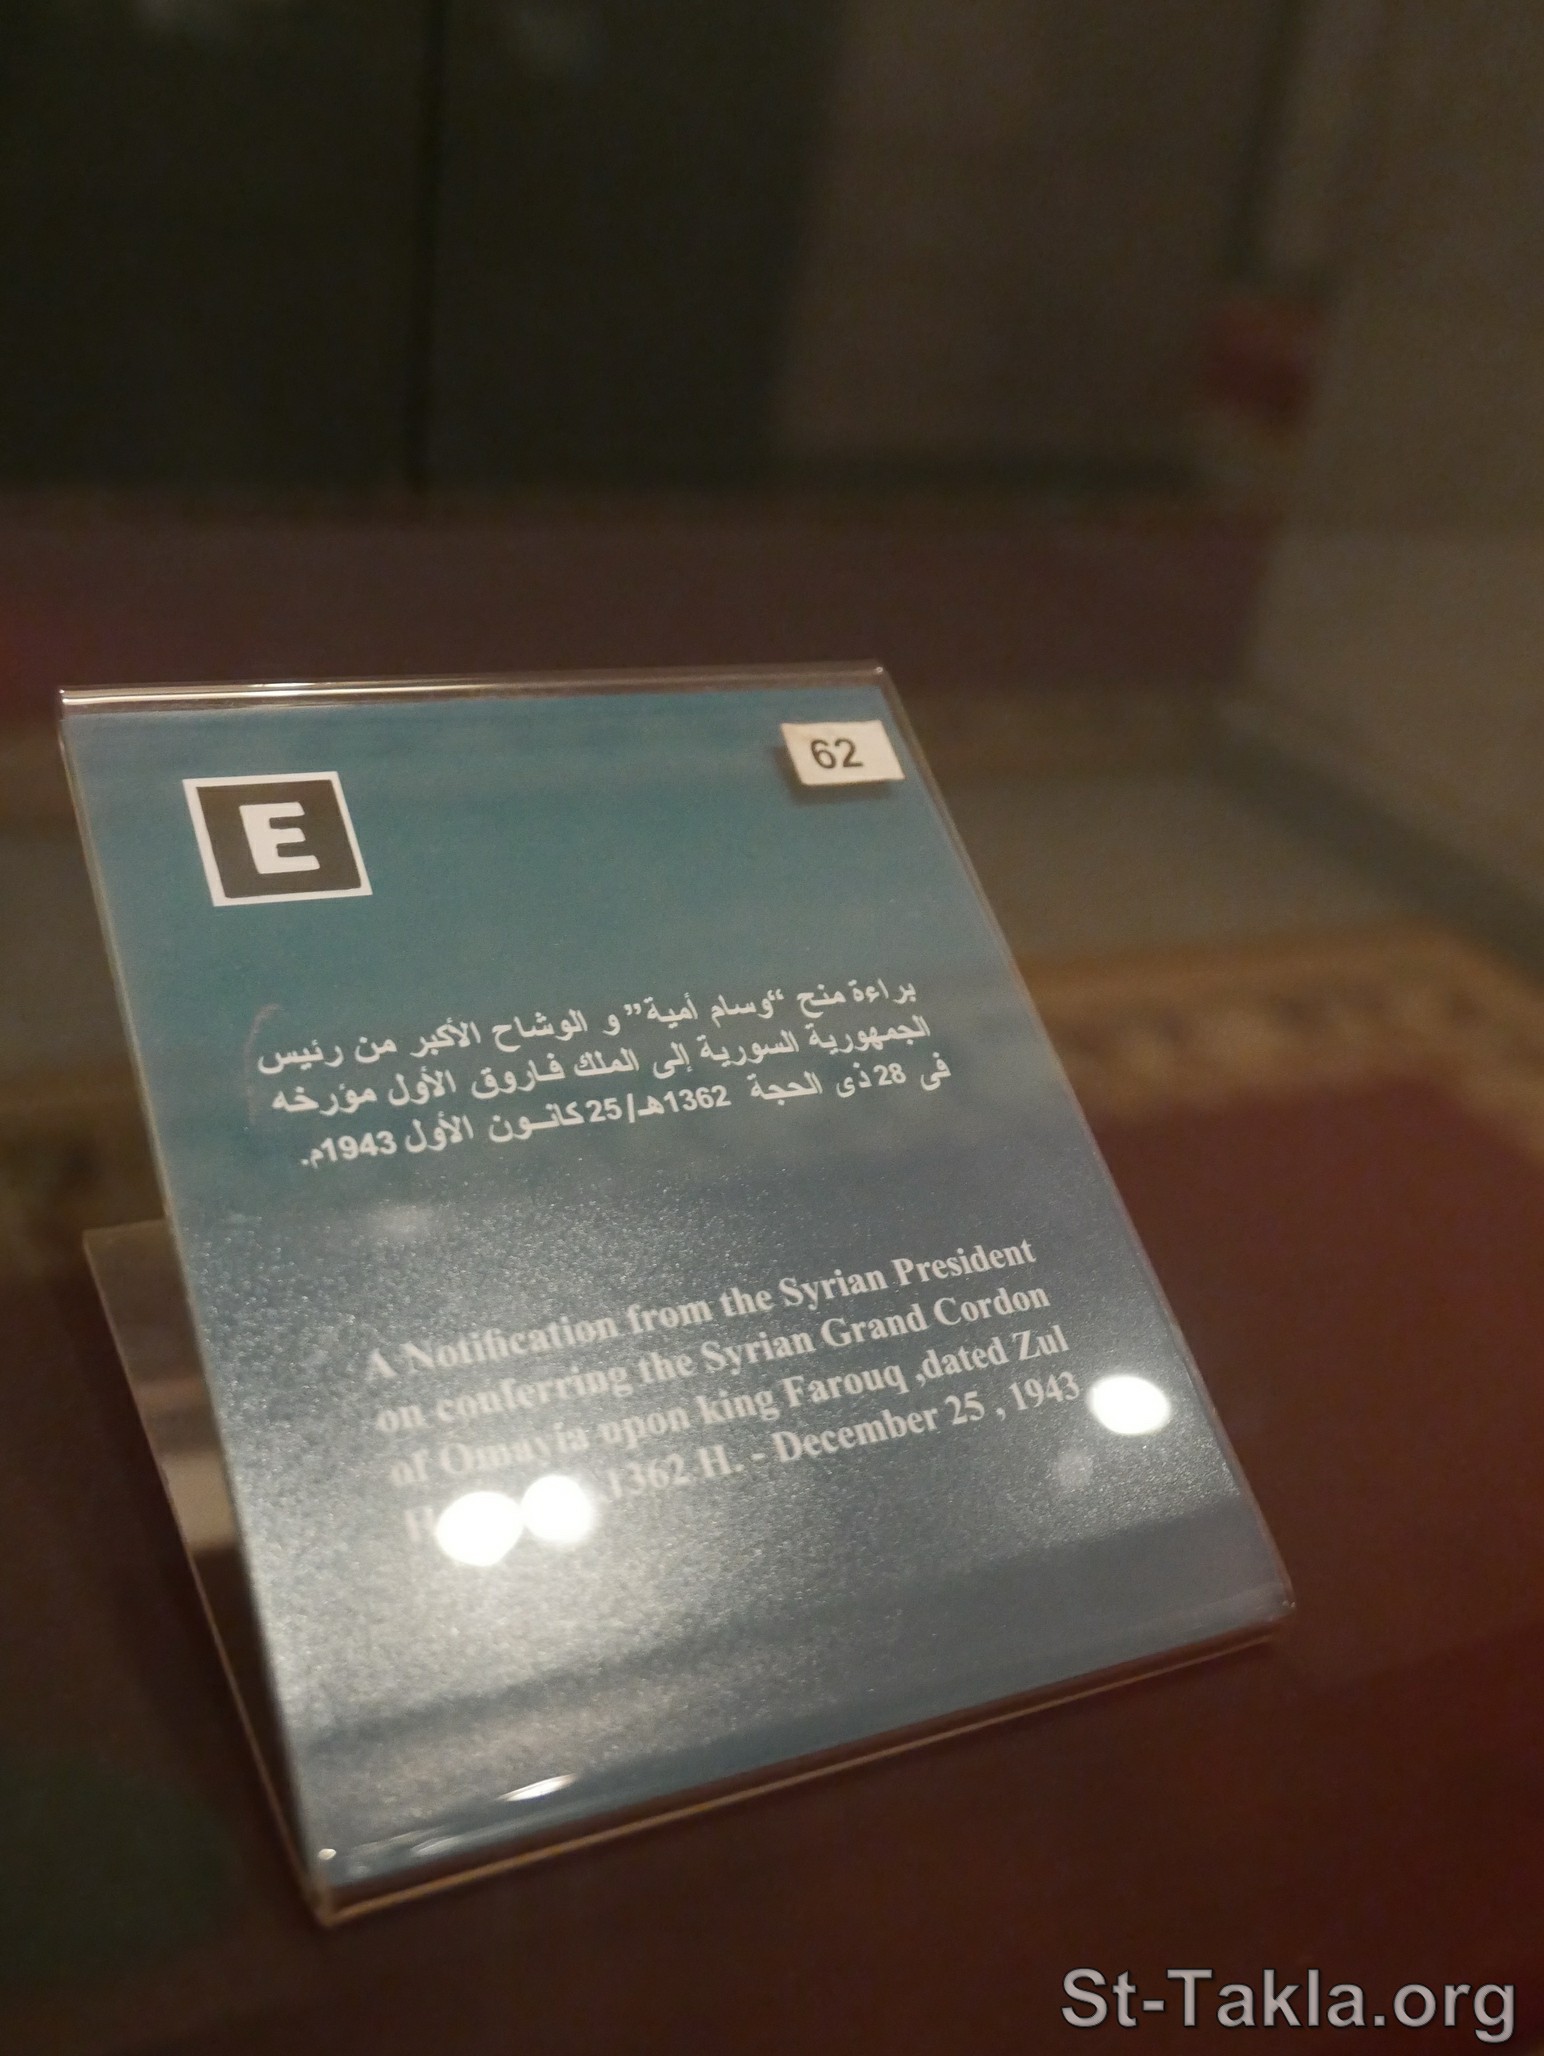 62
E
براءة منح “وسام أمية” و الوشاح الأكبر من رئيس
الجمهورية السورية إلى الملك فاروق الأول مؤرخه
فى 28 ذى الحجة 1362هـ/25 كانون الأول 1943م.
A Notification from the Syrian President
on conferring the Syrian Grand Cordon
of Omayia upon king Farouq ,dated Zul
1362 H. - December 25 , 1943
St-Takla.org